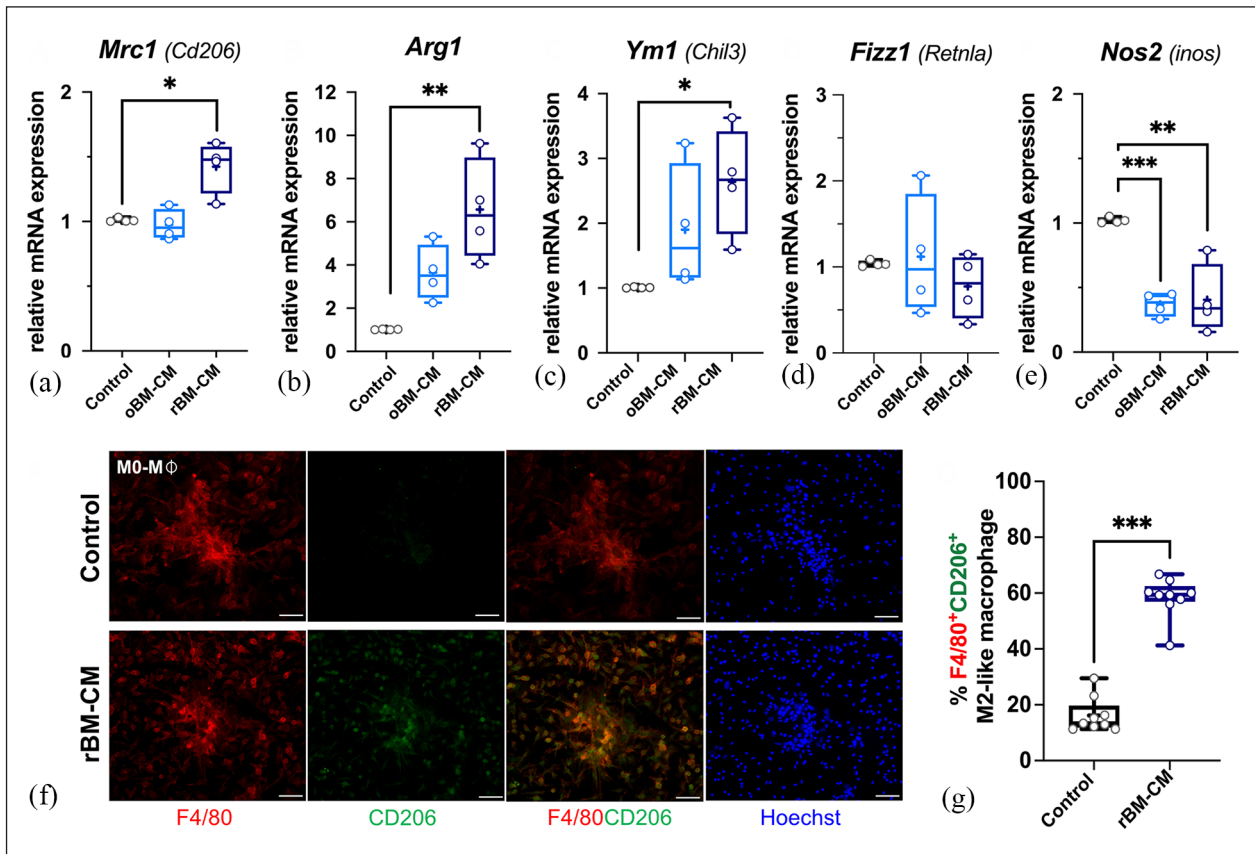 Mrc1 (Cd206)
Arg1
Ym1 (Chil3)
Fizz1 (Retnla)
Nos2 (inos)
relative mRNA expression
2
1
0
*
Control
oBM-CM
rBM-CM
(a)
relative mRNA expression
12
10
8
6
4
2
0
**
Control
oBM-CM
rBM-CM
(b)
relative mRNA expression
4
3
2
1
0
*
Control
oBM-CM
rBM-CM
(c)
relative mRNA expression
3
2
1
0
Control
oBM-CM
rBM-CM
(d)
relative mRNA expression
2
1
0
**
***
Control
oBM-CM
rBM-CM
(e)
M0-MΦ
Control
rBM-CM
(f)
F4/80
CD206
F4/80CD206
Hoechst
% F4/80+CD206+
M2-like macrophage
100
80
60
40
20
0
***
Control
rBM-CM
(g)